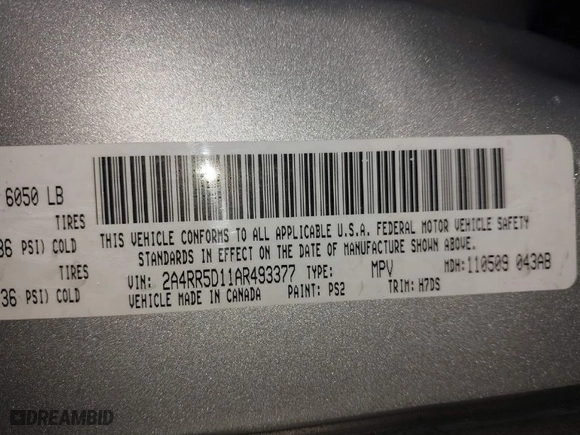 6050 LB
TIRES
36 PSI) COLD
TIRES
36 PSI) COLD
THIS VEHICLE CONFORMS TO ALL APPLICABLE U.S.A. FEDERAL MOTOR VEHICLE SAFETY
STANDARDS IN EFFECT ON THE DATE OF MANUFACTURE SHOWN ABOVE.
VIN: 2A4RR5D11AR493377 TYPE: MPV MDH: 110509 043AB
VEHICLE MADE IN CANADA PAINT: PS2 TRIM: H7DS
DREAMBID